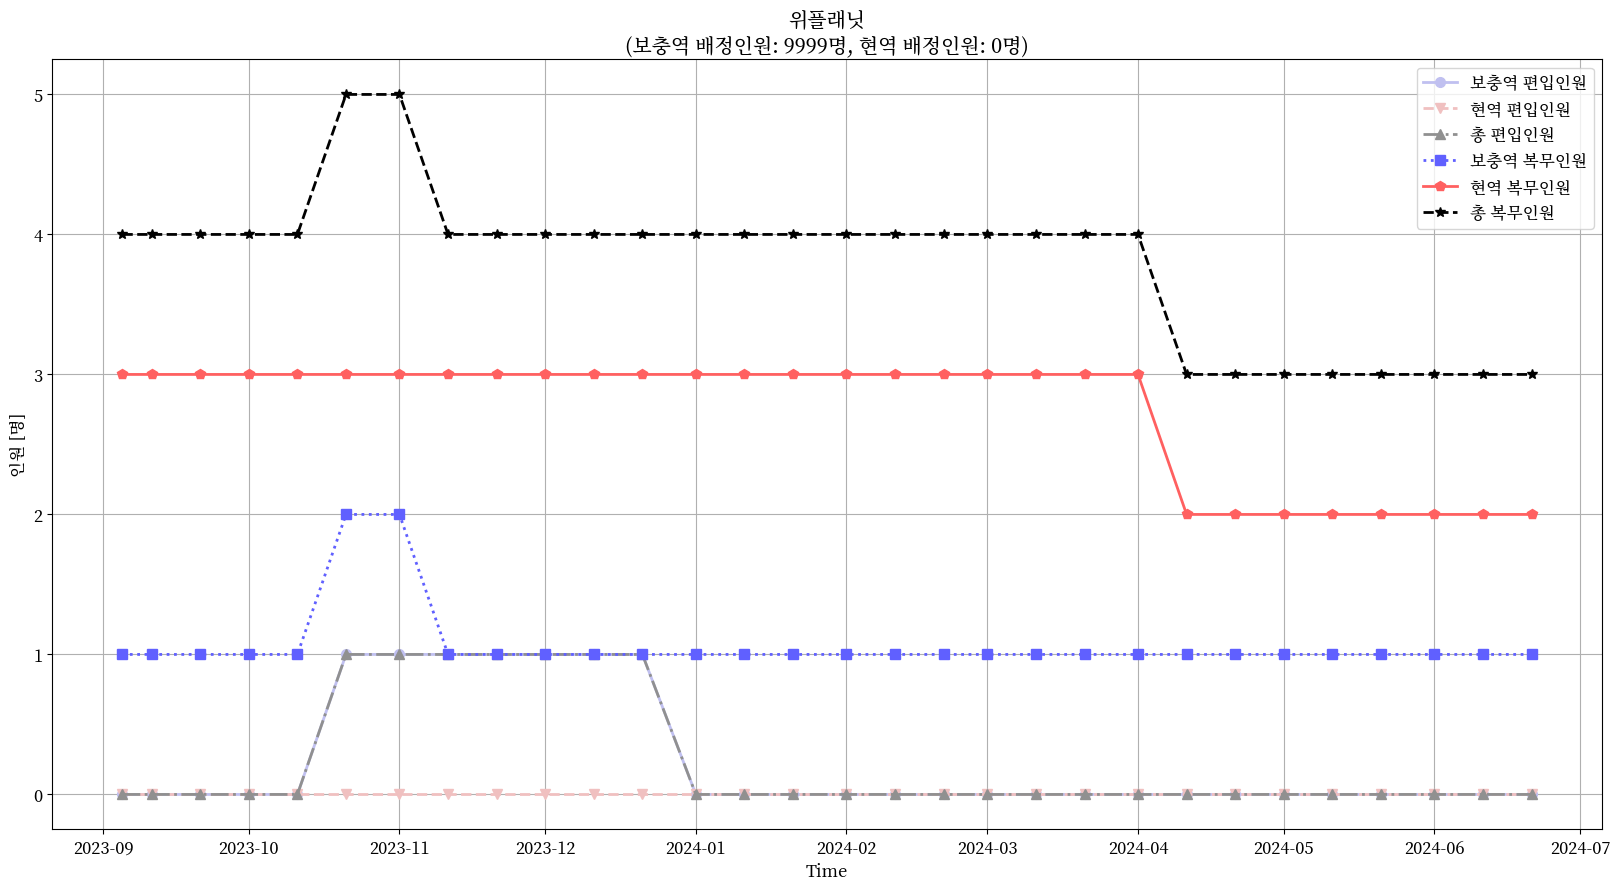 위플래닛
(보충역 배정인원: 9999명, 현역 배정인원: 0명)
보충역 편입인원
현역 편입인원
총 편입인원
보충역 복무인원
현역 복무인원
총 복무인원
인원 [명]
5
4
3
2
1
0
2023-09 2023-10 2023-11 2023-12 2024-01 2024-02 2024-03 2024-04 2024-05 2024-06 2024-07
Time